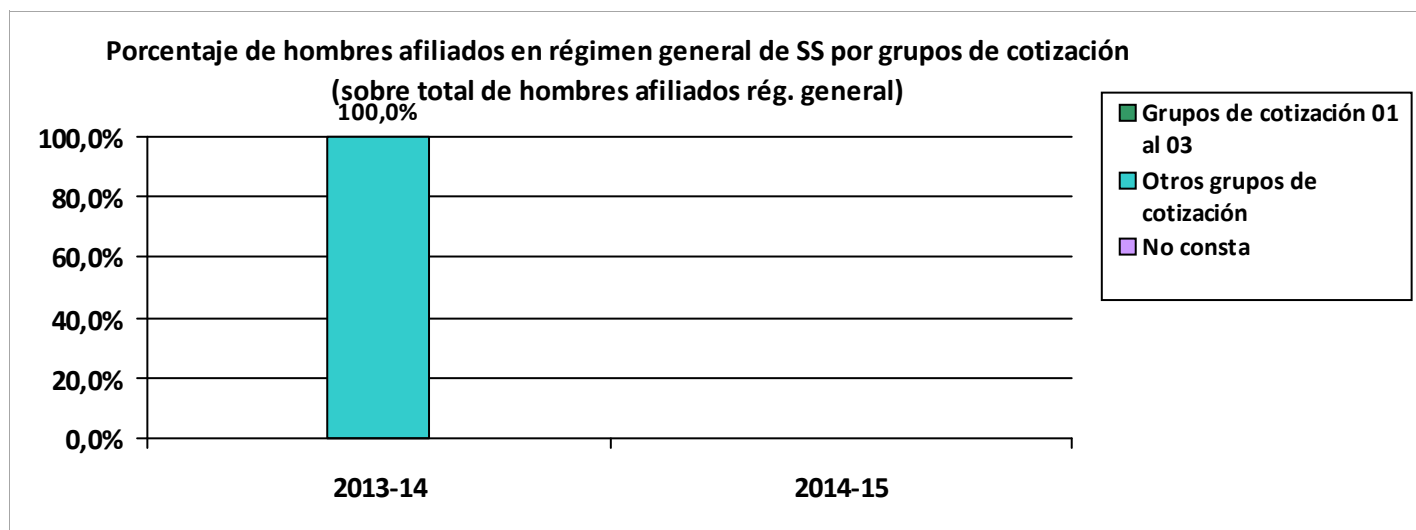 Porcentaje de hombres afiliados en régimen general de SS por grupos de cotización
(sobre total de hombres afiliados rég. general)
100,0%
100,0%
80,0%
60,0%
40,0%
20,0%
0,0%
2013-14
2014-15
Grupos de cotización 01
al 03
Otros grupos de
cotización
No consta